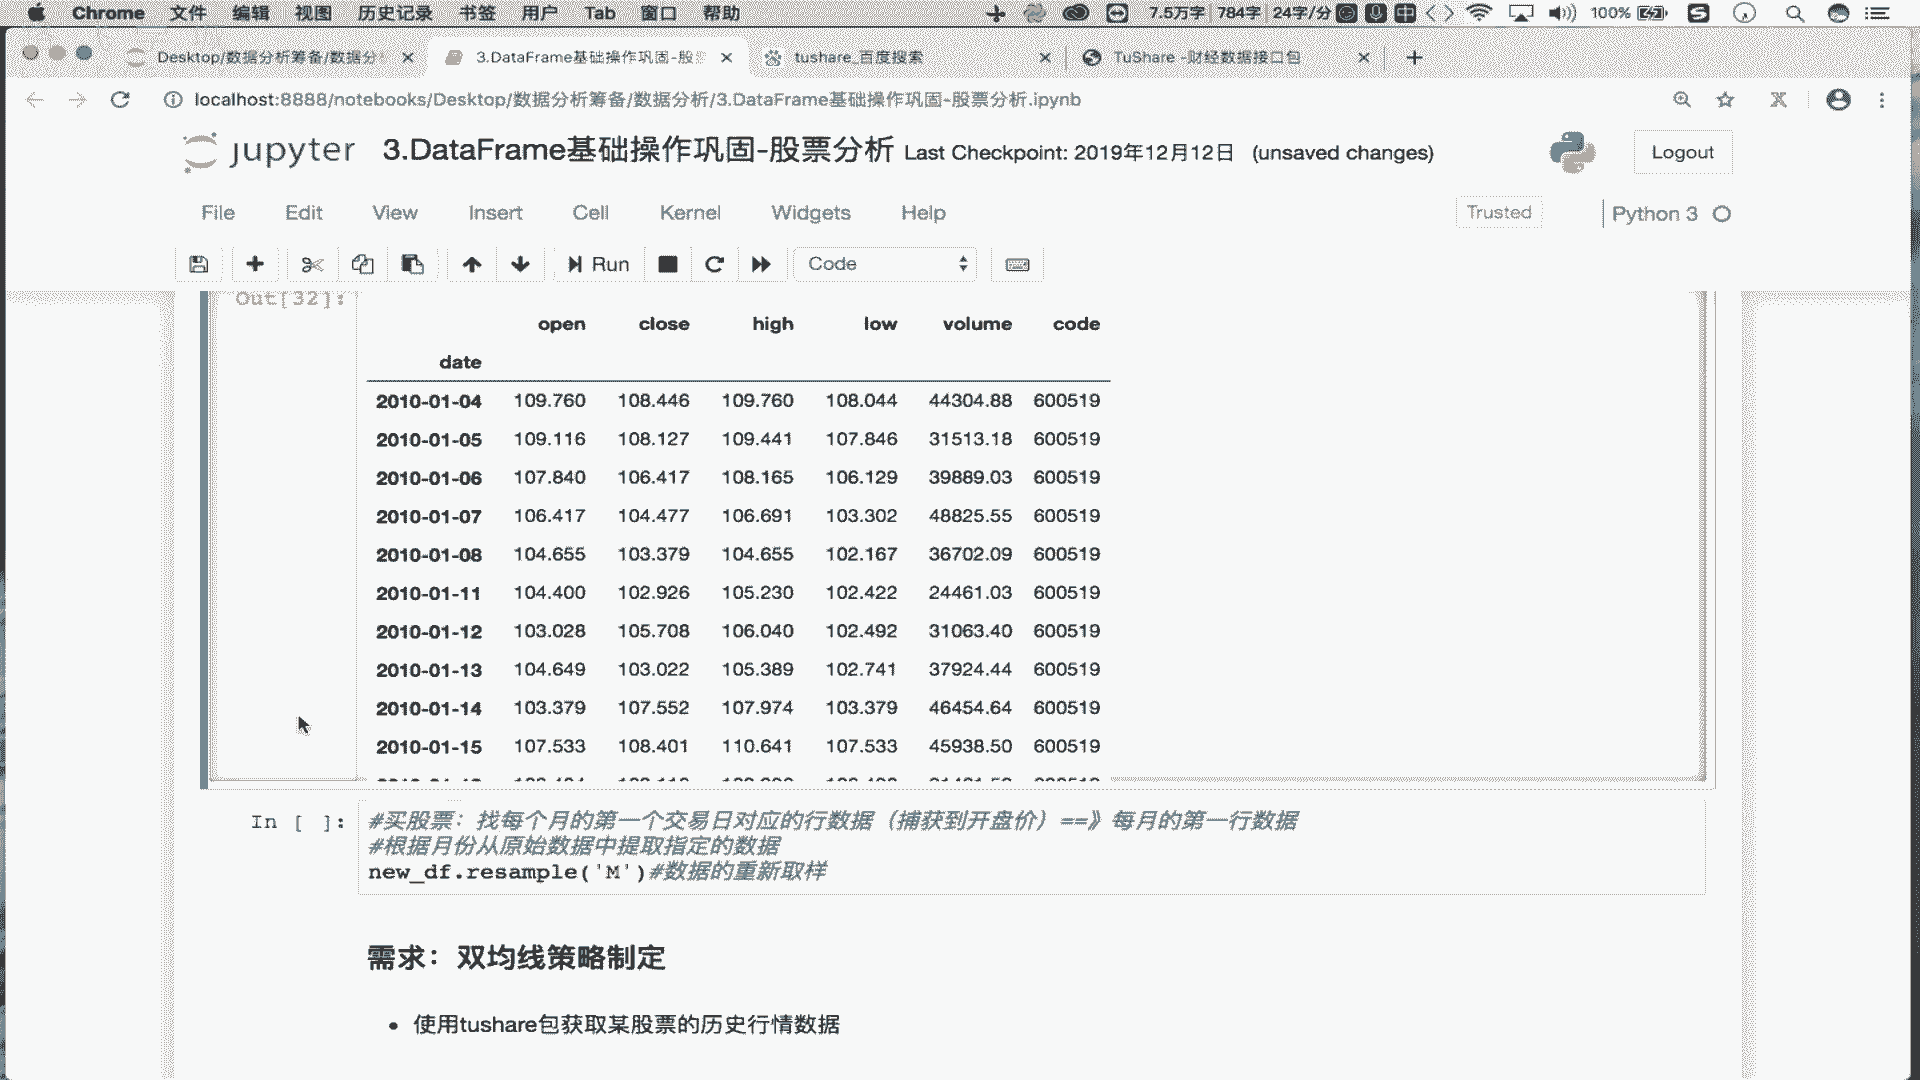 Chrome 文件 编辑 视图 历史记录 书签 用户 Tab 窗口 帮助 7.5万字 784字 24字/分 中 100%
Desktop/数据分析筹备/数据分 3.DataFrame基础操作巩固-股 tushare_百度搜索 TuShare -财经数据接口包
localhost:8888/notebooks/Desktop/数据分析筹备/数据分析/3.DataFrame基础操作巩固-股票分析.ipynb
jupyter 3.DataFrame基础操作巩固-股票分析 Last Checkpoint: 2019年12月12日 (unsaved changes) Logout
File Edit View Insert Cell Kernel Widgets Help Trusted Python 3
Run Code
Out[32]:
open close high low volume code
date
2010-01-04 109.760 108.446 109.760 108.044 44304.88 600519
2010-01-05 109.116 108.127 109.441 107.846 31513.18 600519
2010-01-06 107.840 106.417 108.165 106.129 39889.03 600519
2010-01-07 106.417 104.477 106.691 103.302 48825.55 600519
2010-01-08 104.655 103.379 104.655 102.167 36702.09 600519
2010-01-11 104.400 102.926 105.230 102.422 24461.03 600519
2010-01-12 103.028 105.708 106.040 102.492 31063.40 600519
2010-01-13 104.649 103.022 105.389 102.741 37924.44 600519
2010-01-14 103.379 107.552 107.974 103.379 46454.64 600519
2010-01-15 107.533 108.401 110.641 107.533 45938.50 600519
In [ ]: #买股票：找每个月的第一个交易日对应的行数据（捕获到开盘价）==》每月的第一行数据
#根据月份从原始数据中提取指定的数据
new_df.resample('M')#数据的重新取样
需求：双均线策略制定
• 使用tushare包获取某股票的历史行情数据